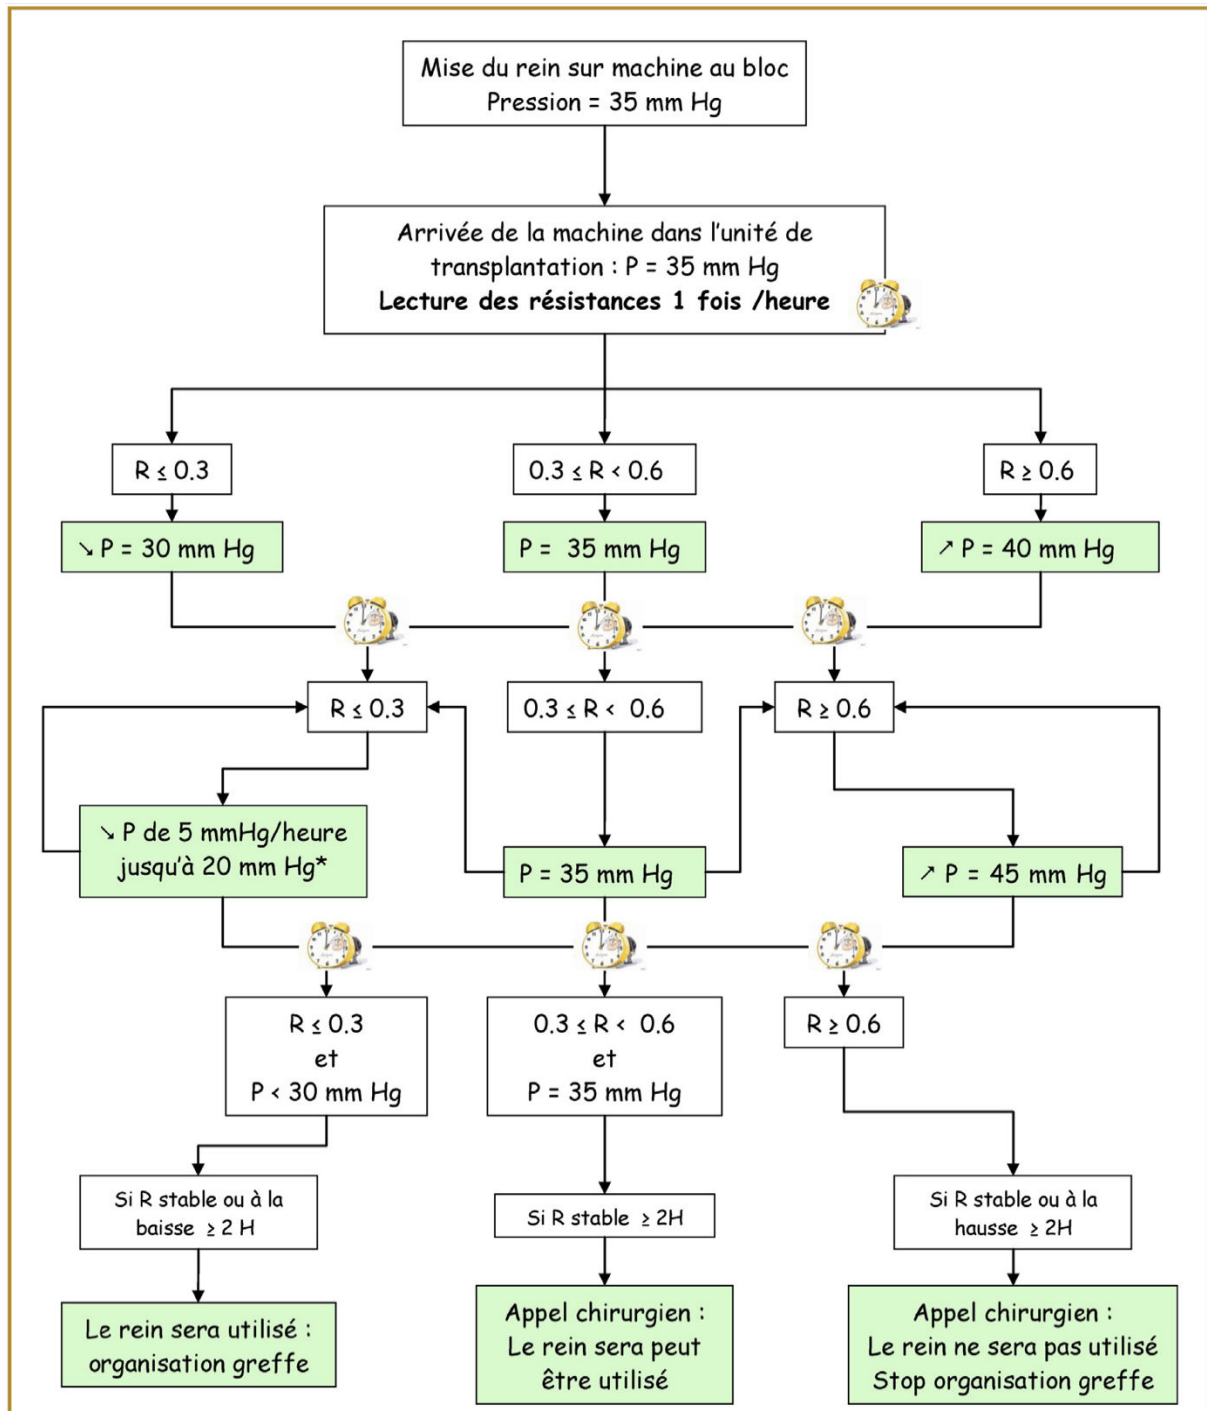 Mise du rein sur machine au bloc
Pression = 35 mm Hg
Arrivée de la machine dans l'unité de
transplantation : P = 35 mm Hg
Lecture des résistances 1 fois /heure
R ≤ 0.3
0.3 ≤ R < 0.6
R ≥ 0.6
↘ P = 30 mm Hg
P = 35 mm Hg
↗ P = 40 mm Hg
R ≤ 0.3
0.3 ≤ R < 0.6
R ≥ 0.6
↘ P de 5 mmHg/heure
jusqu'à 20 mm Hg*
P = 35 mm Hg
↗ P = 45 mm Hg
R ≤ 0.3
et
P < 30 mm Hg
0.3 ≤ R < 0.6
et
P = 35 mm Hg
R ≥ 0.6
Si R stable ou à la
baisse ≥ 2 H
Si R stable ≥ 2H
Si R stable ou à la
hausse ≥ 2H
Le rein sera utilisé :
organisation greffe
Appel chirurgien :
Le rein sera peut
être utilisé
Appel chirurgien :
Le rein ne sera pas utilisé
Stop organisation greffe